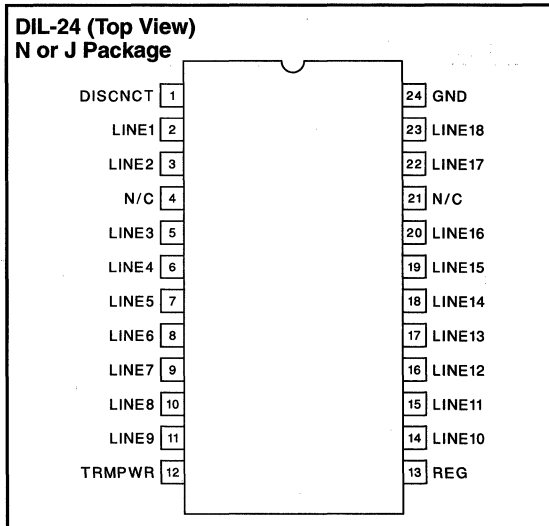 DIL-24 (Top View)
N or J Package
DISCNCT 1
LINE1 2
LINE2 3
N/C 4
LINE3 5
LINE4 6
LINE5 7
LINE6 8
LINE7 9
LINE8 10
LINE9 11
TRMPWR 12
24 GND
23 LINE18
22 LINE17
21 N/C
20 LINE16
19 LINE15
18 LINE14
17 LINE13
16 LINE12
15 LINE11
14 LINE10
13 REG